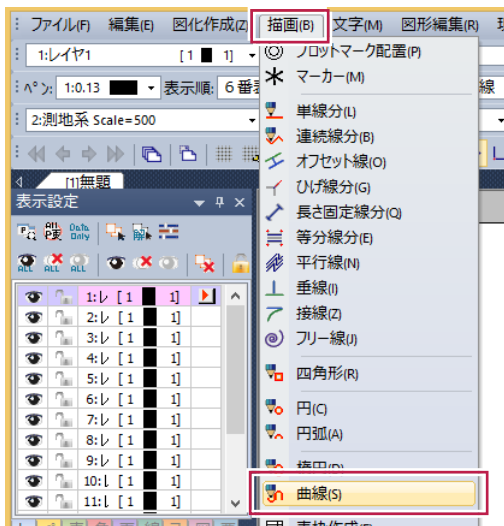 ファイル(F) 編集(E) 図化作成(Z) 描画(B) 文字(M) 図形編集(R)
1:レイヤ1 [1 1]
ﾍﾟﾝ: 1:0.13 表示順: 6 番
線
2:測地系 Scale=500
[1]無題
表示設定
ALL ALL ALL
1:レ [1 1]
2:レ [1 1]
3:レ [1 1]
4:レ [1 1]
5:レ [1 1]
6:レ [1 1]
7:レ [1 1]
8:レ [1 1]
9:レ [1 1]
10:l [1 1]
11:l [1 1]
プロットマーク配置(P)
マーカー(M)
単線分(L)
連続線分(B)
オフセット線(O)
ひげ線分(G)
長さ固定線分(Q)
等分線分(E)
平行線(N)
垂線(I)
接線(Z)
フリー線(J)
四角形(R)
円(C)
円弧(A)
楕円(D)
曲線(S)